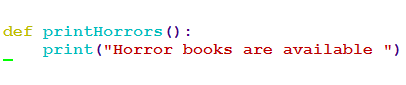 def printHorrors():
    print("Horror books are available ")